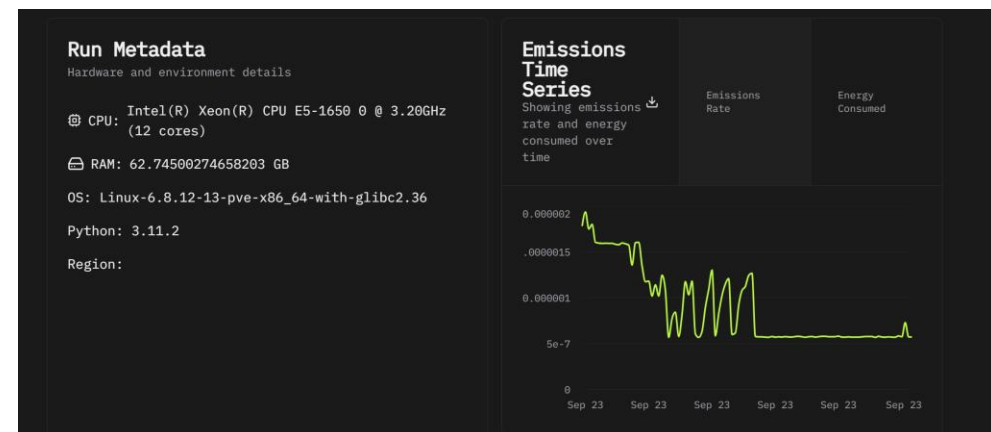 Run Metadata
Hardware and environment details
CPU: Intel(R) Xeon(R) CPU E5-1650 0 @ 3.20GHz
(12 cores)
RAM: 62.74500274658203 GB
OS: Linux-6.8.12-13-pve-x86_64-with-glibc2.36
Python: 3.11.2
Region:
Emissions
Time
Series
Showing emissions
rate and energy
consumed over
time
Emissions
Rate
Energy
Consumed
0.000002
.0000015
0.000001
5e-7
0
Sep 23 Sep 23 Sep 23 Sep 23 Sep 23 Sep 23